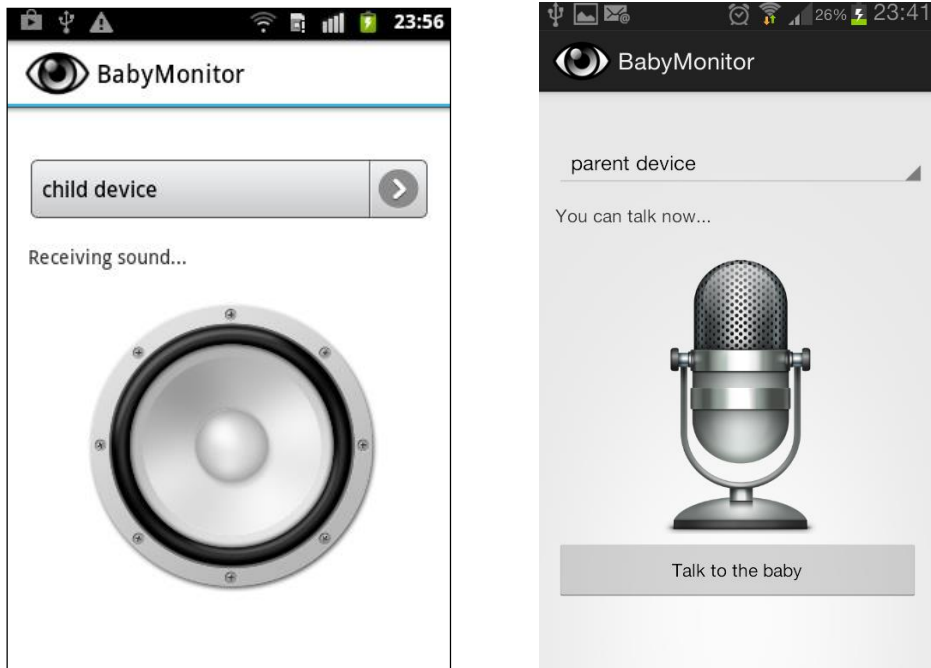 23:56
BabyMonitor
child device
Receiving sound...
26% 23:41
BabyMonitor
parent device
You can talk now...
Talk to the baby